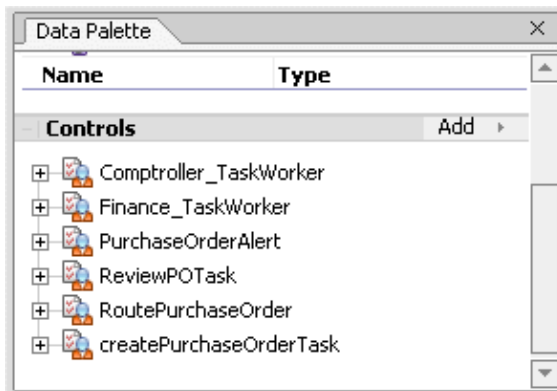 Data Palette
Name Type
Controls Add
Comptroller_TaskWorker
Finance_TaskWorker
PurchaseOrderAlert
ReviewPOTask
RoutePurchaseOrder
createPurchaseOrderTask